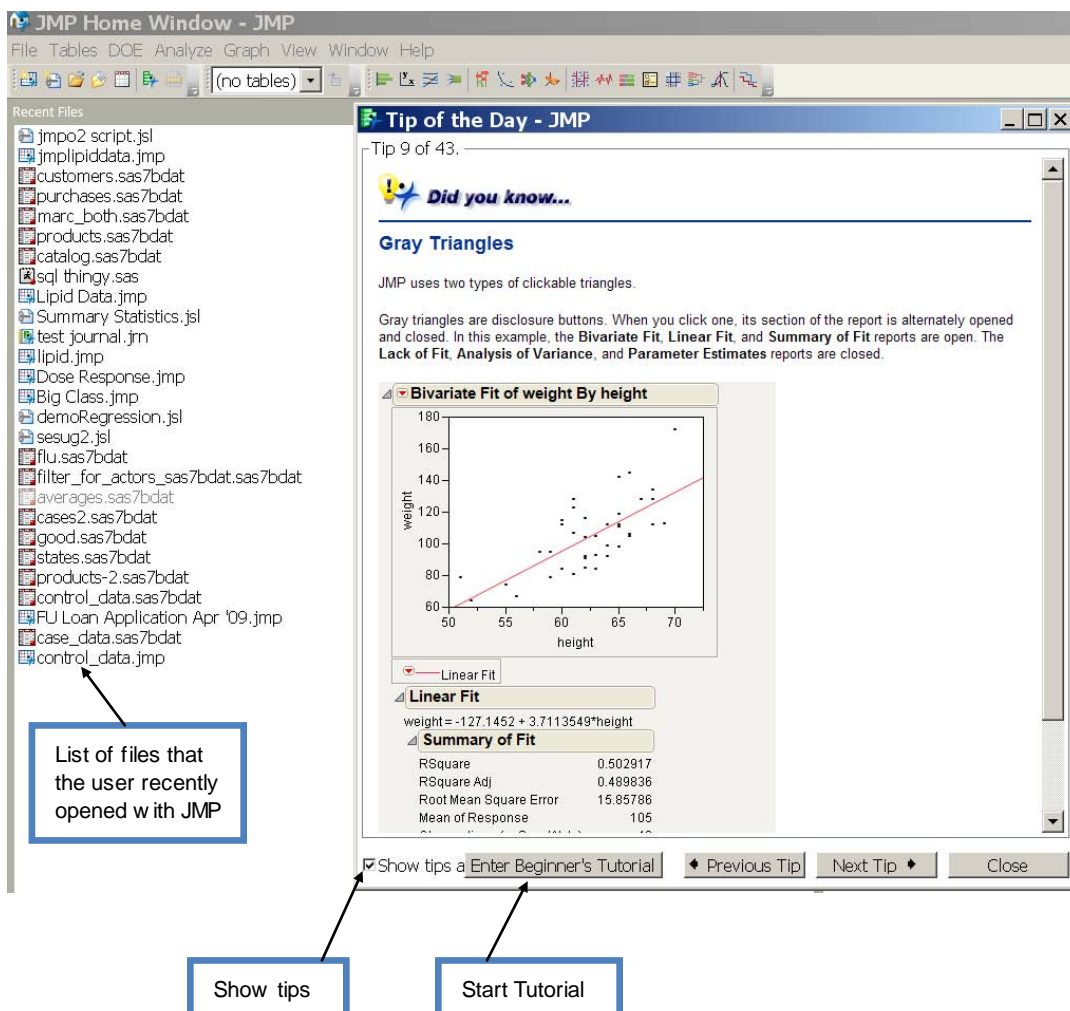 JMP Home Window - JMP
File Tables DOE Analyze Graph View Window Help
(no tables)
Recent Files
jmpo2 script.jsl
jmplipiddata.jmp
customers.sas7bdat
purchases.sas7bdat
marc_both.sas7bdat
products.sas7bdat
catalog.sas7bdat
sql thingy.sas
Lipid Data.jmp
Summary Statistics.jsl
test journal.jrn
lipid.jmp
Dose Response.jmp
Big Class.jmp
demoRegression.jsl
sesug2.jsl
flu.sas7bdat
filter_for_actors_sas7bdat.sas7bdat
averages.sas7bdat
cases2.sas7bdat
good.sas7bdat
states.sas7bdat
products-2.sas7bdat
control_data.sas7bdat
FU Loan Application Apr '09.jmp
case_data.sas7bdat
control_data.jmp
List of files that
the user recently
opened with JMP
Tip of the Day - JMP
Tip 9 of 43.
Did you know...
Gray Triangles
JMP uses two types of clickable triangles.
Gray triangles are disclosure buttons. When you click one, its section of the report is alternately opened
and closed. In this example, the Bivariate Fit, Linear Fit, and Summary of Fit reports are open. The
Lack of Fit, Analysis of Variance, and Parameter Estimates reports are closed.
Bivariate Fit of weight By height
180
160
140
120
100
80
60
weight
50 55 60 65 70
height
Linear Fit
Linear Fit
weight = -127.1452 + 3.7113549*height
Summary of Fit
RSquare 0.502917
RSquare Adj 0.489836
Root Mean Square Error 15.85786
Mean of Response 105
Show tips a Enter Beginner's Tutorial Previous Tip Next Tip Close
Show tips
Start Tutorial